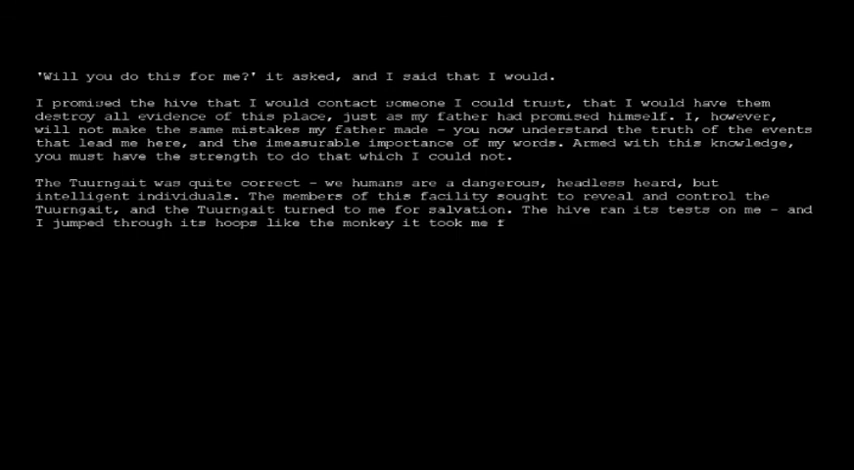 'Will you do this for me?' it asked, and I said that I would.
I promised the hive that I would contact someone I could trust, that I would have them
destroy all evidence of this place, just as my father had promised himself. I, however,
will not make the same mistakes my father made - you now understand the truth of the events
that lead me here, and the imeasurable importance of my words. Armed with this knowledge,
you must have the strength to do that which I could not.
The Tuurngait was quite correct - we humans are a dangerous, headless heard, but
intelligent individuals. The members of this facility sought to reveal and control the
Tuurngait, and the Tuurngait turned to me for salvation. The hive ran its tests on me - and
I jumped through its hoops like the monkey it took me f